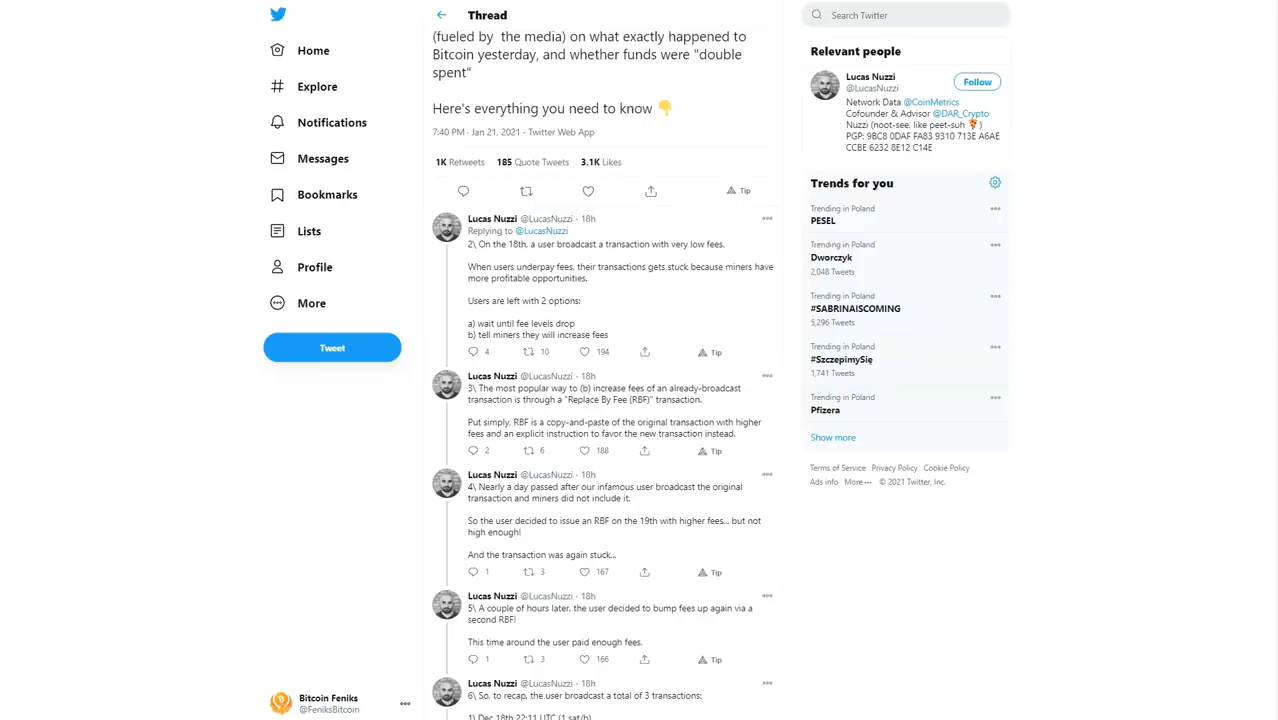 Home
Explore
Notifications
Messages
Bookmarks
Lists
Profile
More
Tweet
Bitcoin Feniks
@FeniksBitcoin
Thread
(fueled by the media) on what exactly happened to
Bitcoin yesterday, and whether funds were "double
spent"
Here's everything you need to know 👇
7:40 PM · Jan 21, 2021 · Twitter Web App
1K Retweets 185 Quote Tweets 3.1K Likes
Tip
Lucas Nuzzi @LucasNuzzi · 18h
Replying to @LucasNuzzi
2\ On the 18th, a user broadcast a transaction with very low fees.
When users underpay fees, their transactions gets stuck because miners have
more profitable opportunities.
Users are left with 2 options:
a) wait until fee levels drop
b) tell miners they will increase fees
4 10 194 Tip
Lucas Nuzzi @LucasNuzzi · 18h
3\ The most popular way to (b) increase fees of an already-broadcast
transaction is through a "Replace By Fee (RBF)" transaction.
Put simply, RBF is a copy-and-paste of the original transaction with higher
fees and an explicit instruction to favor the new transaction instead.
2 6 188 Tip
Lucas Nuzzi @LucasNuzzi · 18h
4\ Nearly a day passed after our infamous user broadcast the original
transaction and miners did not include it.
So the user decided to issue an RBF on the 19th with higher fees... but not
high enough!
And the transaction was again stuck...
1 3 167 Tip
Lucas Nuzzi @LucasNuzzi · 18h
5\ A couple of hours later, the user decided to bump fees up again via a
second RBF!
This time around the user paid enough fees.
1 3 166 Tip
Lucas Nuzzi @LucasNuzzi · 18h
6\ So, to recap, the user broadcast a total of 3 transactions:
1) Dec 18th 22:11 UTC (1 sat/b)
Search Twitter
Relevant people
Lucas Nuzzi
@LucasNuzzi
Follow
Network Data @CoinMetrics
Cofounder & Advisor @DAR_Crypto
Nuzzi (noot-see, like peet-suh 🍕)
PGP: 9BC8 0DAF FA83 9310 713E A6AE
CCBE 6232 8E12 C14E
Trends for you
Trending in Poland
PESEL
Trending in Poland
Dworczyk
2,048 Tweets
Trending in Poland
#SABRINAISCOMING
5,296 Tweets
Trending in Poland
#SzczepimySię
1,741 Tweets
Trending in Poland
Pfizera
Show more
Terms of Service Privacy Policy Cookie Policy
Ads info More··· © 2021 Twitter, Inc.